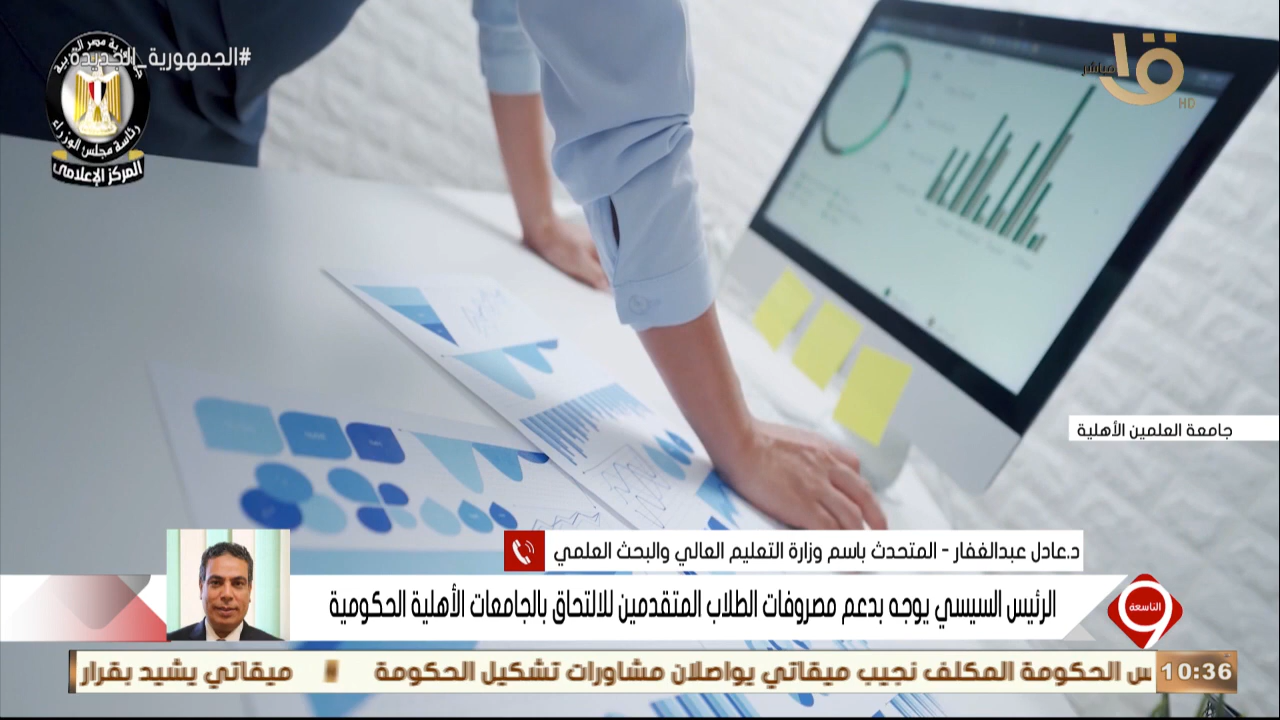 #الجمهورية_الجديدة
جمهورية مصر العربية
رئاسة مجلس الوزراء
المركز الإعلامى
مباشر
HD
جامعة العلمين الأهلية
د.عادل عبدالغفار - المتحدث باسم وزارة التعليم العالي والبحث العلمي
الرئيس السيسي يوجه بدعم مصروفات الطلاب المتقدمين للالتحاق بالجامعات الأهلية الحكومية
التاسعة
9
10:36
س الحكومة المكلف نجيب ميقاتي يواصلان مشاورات تشكيل الحكومة
ميقاتي يشيد بقرار